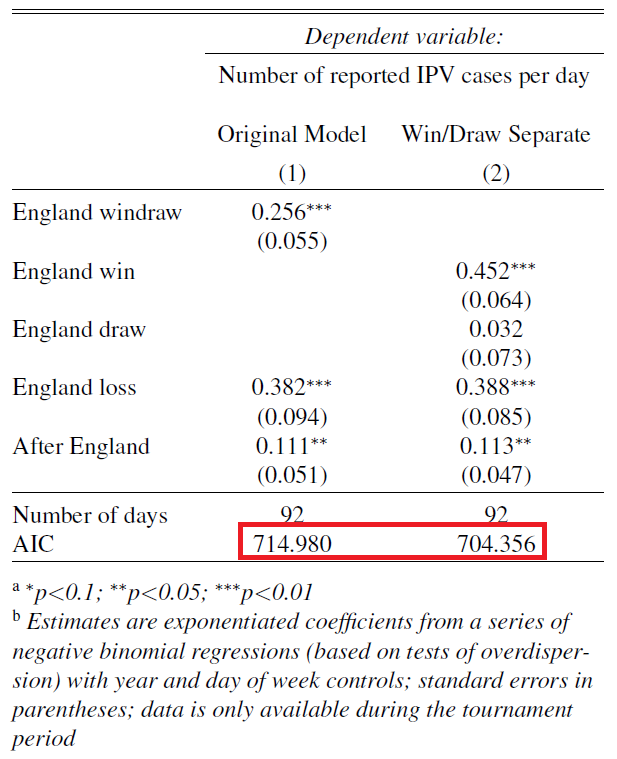 Dependent variable:
Number of reported IPV cases per day
Original Model Win/Draw Separate
(1) (2)
England windraw 0.256***
(0.055)
England win 0.452***
(0.064)
England draw 0.032
(0.073)
England loss 0.382*** 0.388***
(0.094) (0.085)
After England 0.111** 0.113**
(0.051) (0.047)
Number of days 92 92
AIC 714.980 704.356
a *p<0.1; **p<0.05; ***p<0.01
b Estimates are exponentiated coefficients from a series of
negative binomial regressions (based on tests of overdisper-
sion) with year and day of week controls; standard errors in
parentheses; data is only available during the tournament
period